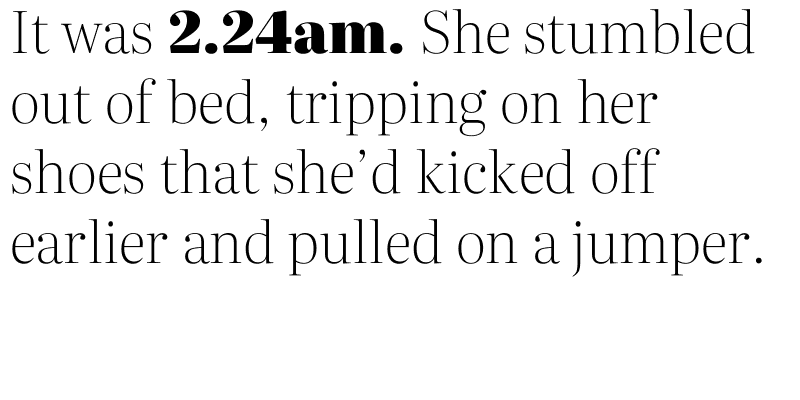 It was 2.24am. She stumbled
out of bed, tripping on her
shoes that she’d kicked off
earlier and pulled on a jumper.